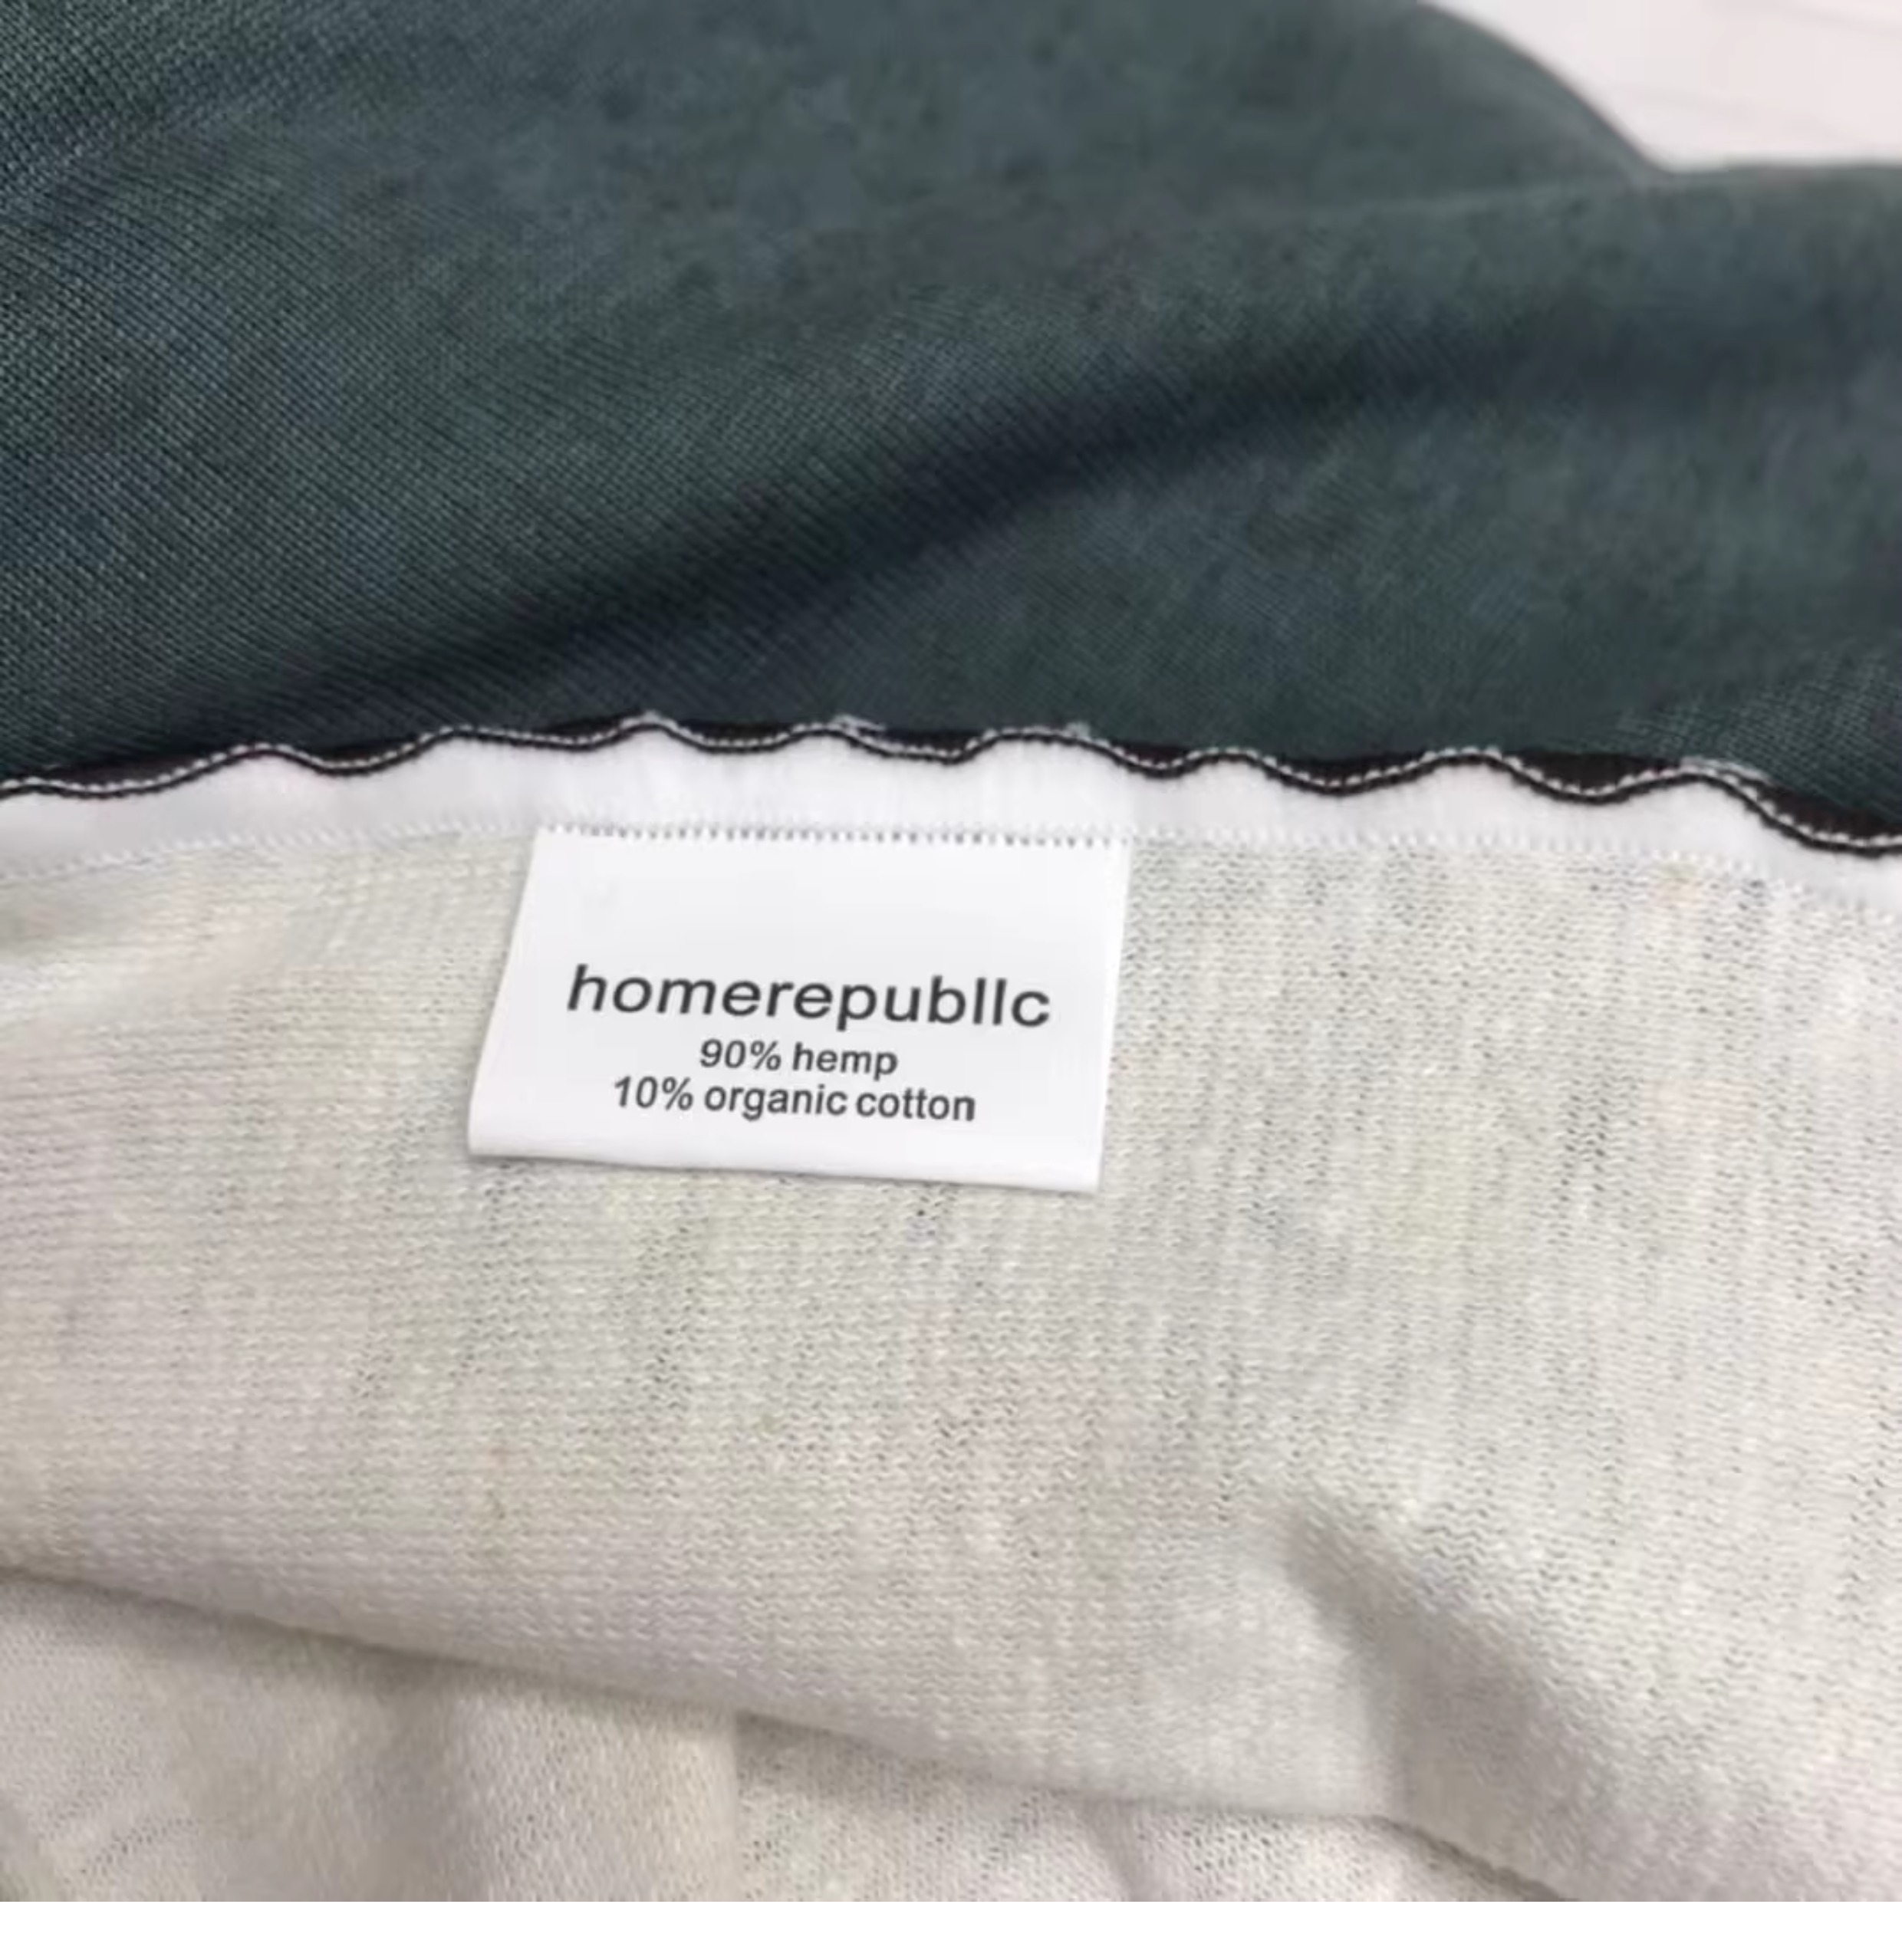 homerepubllc
90% hemp
10% organic cotton